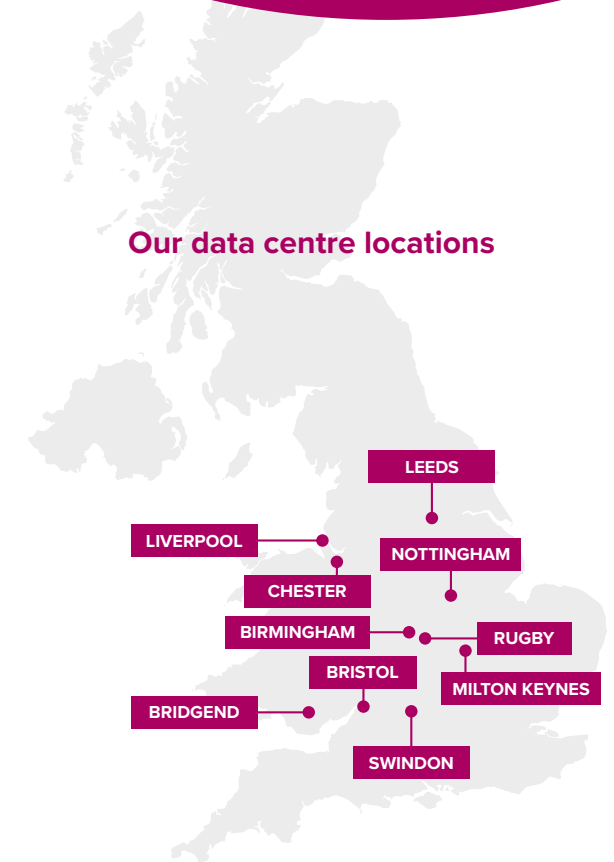 Our data centre locations
LEEDS
LIVERPOOL
NOTTINGHAM
CHESTER
BIRMINGHAM
RUGBY
BRISTOL
MILTON KEYNES
BRIDGEND
SWINDON